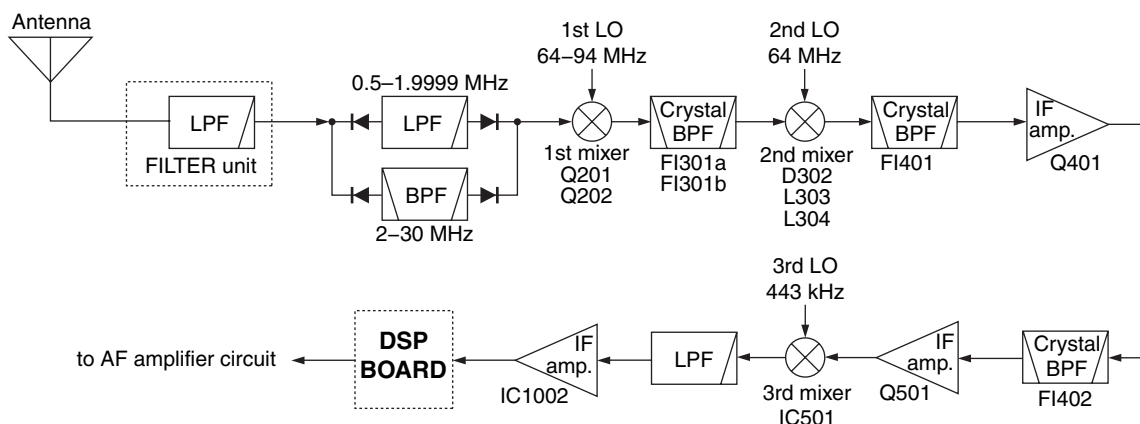 Antenna
LPF
FILTER unit
0.5–1.9999 MHz
LPF
BPF
2–30 MHz
1st LO
64–94 MHz
1st mixer
Q201
Q202
Crystal
BPF
FI301a
FI301b
2nd LO
64 MHz
2nd mixer
D302
L303
L304
Crystal
BPF
FI401
IF
amp.
Q401
to AF amplifier circuit
DSP
BOARD
IF
amp.
IC1002
LPF
3rd LO
443 kHz
3rd mixer
IC501
IF
amp.
Q501
Crystal
BPF
FI402